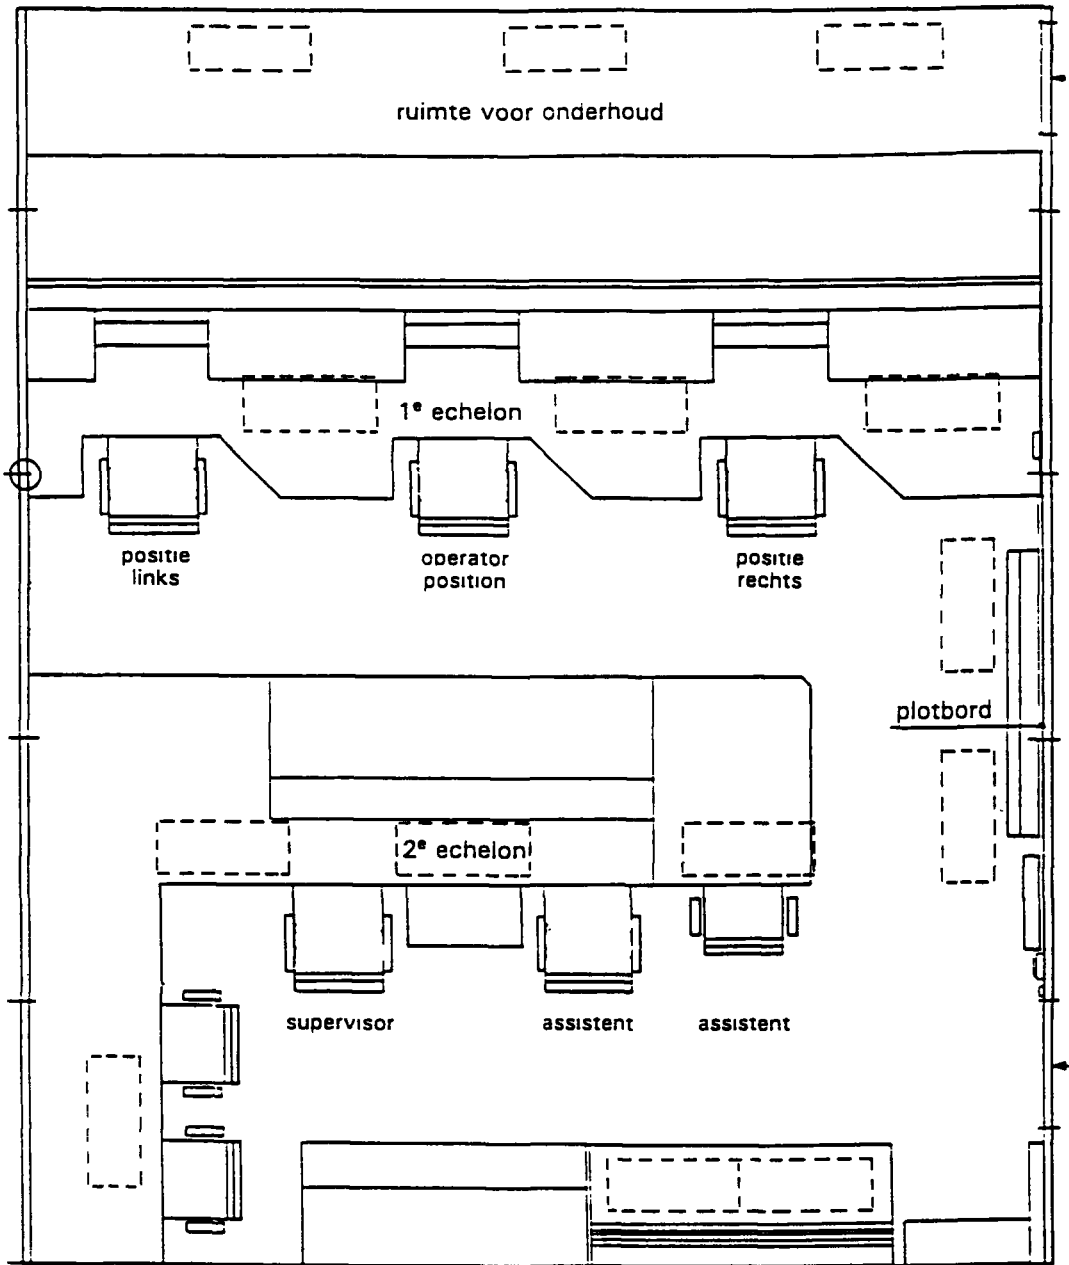 ruimte voor onderhoud
1e echelon
positie
links
operator
position
positie
rechts
plotbord
2e echelon
supervisor
assistent
assistent